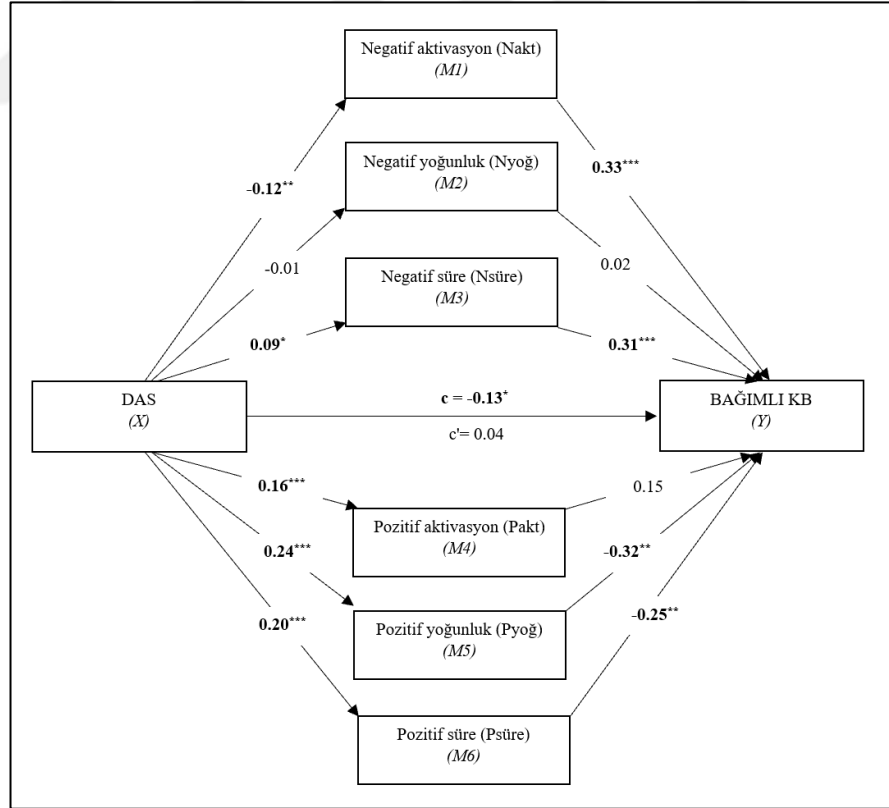 Negatif aktivasyon (Nakt)
(M1)
Negatif yoğunluk (Nyoğ)
(M2)
Negatif süre (Nsüre)
(M3)
-0.12**
-0.01
0.09*
0.33***
0.02
0.31***
DAS
(X)
c = -0.13*
c'= 0.04
BAĞIMLI KB
(Y)
0.16***
0.24***
0.20***
0.15
-0.32**
-0.25**
Pozitif aktivasyon (Pakt)
(M4)
Pozitif yoğunluk (Pyoğ)
(M5)
Pozitif süre (Psüre)
(M6)